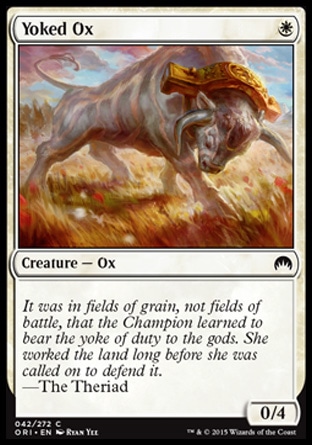 Yoked Ox
Creature — Ox
It was in fields of grain, not fields of
battle, that the Champion learned to
bear the yoke of duty to the gods. She
worked the land long before she was
called on to defend it.
—The Theriad
0/4
042/272 C
ORI • EN Ryan Yee
™ & © 2015 Wizards of the Coast